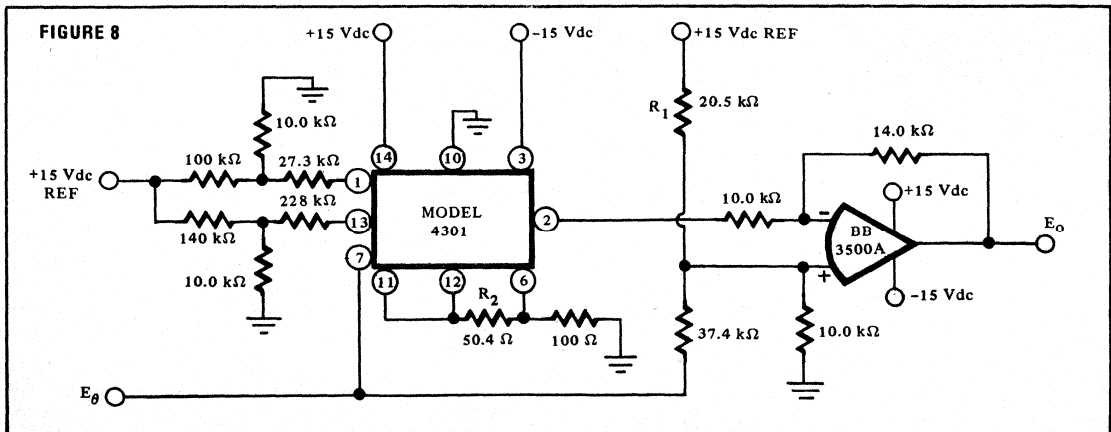 FIGURE 8
+15 Vdc
-15 Vdc
+15 Vdc REF
R1
20.5 kΩ
10.0 kΩ
14.0 kΩ
100 kΩ
27.3 kΩ
+15 Vdc
REF
14
10
3
1
13
7
MODEL
4301
2
10.0 kΩ
+15 Vdc
-
BB
3500A
+
Eo
-15 Vdc
228 kΩ
140 kΩ
10.0 kΩ
11
12
6
R2
50.4 Ω
100 Ω
37.4 kΩ
10.0 kΩ
Eθ